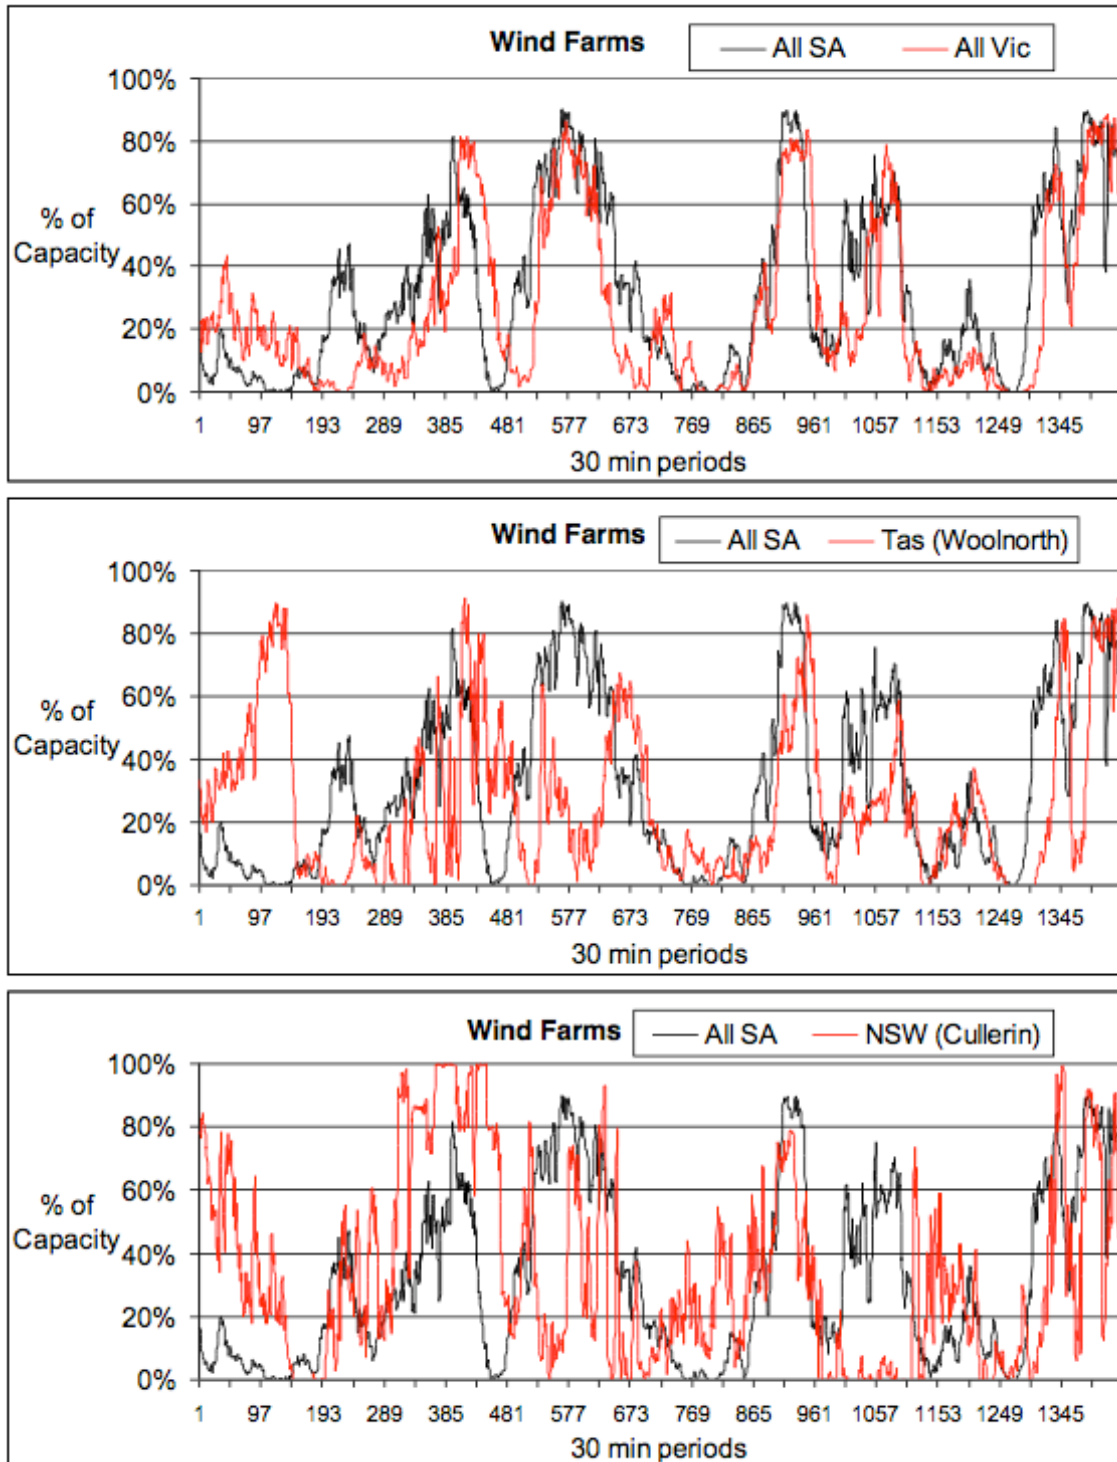 Wind Farms All SA All Vic
100%
80%
60%
40%
20%
0%
% of
Capacity
1 97 193 289 385 481 577 673 769 865 961 1057 1153 1249 1345
30 min periods
Wind Farms All SA Tas (Woolnorth)
100%
80%
60%
40%
20%
0%
% of
Capacity
1 97 193 289 385 481 577 673 769 865 961 1057 1153 1249 1345
30 min periods
Wind Farms All SA NSW (Cullerin)
100%
80%
60%
40%
20%
0%
% of
Capacity
1 97 193 289 385 481 577 673 769 865 961 1057 1153 1249 1345
30 min periods